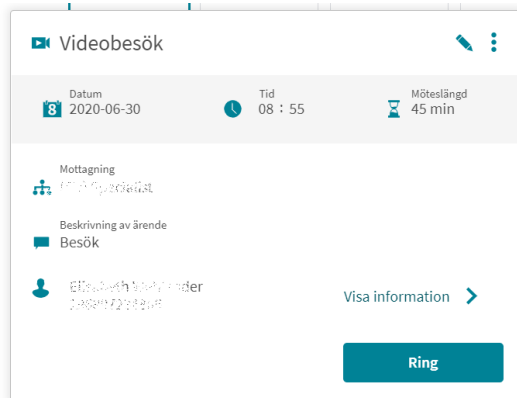 Videobesök
Datum
2020-06-30
Tid
08 : 55
Möteslängd
45 min
Mottagning
Specialist
Beskrivning av ärende
Besök
Visa information
Ring